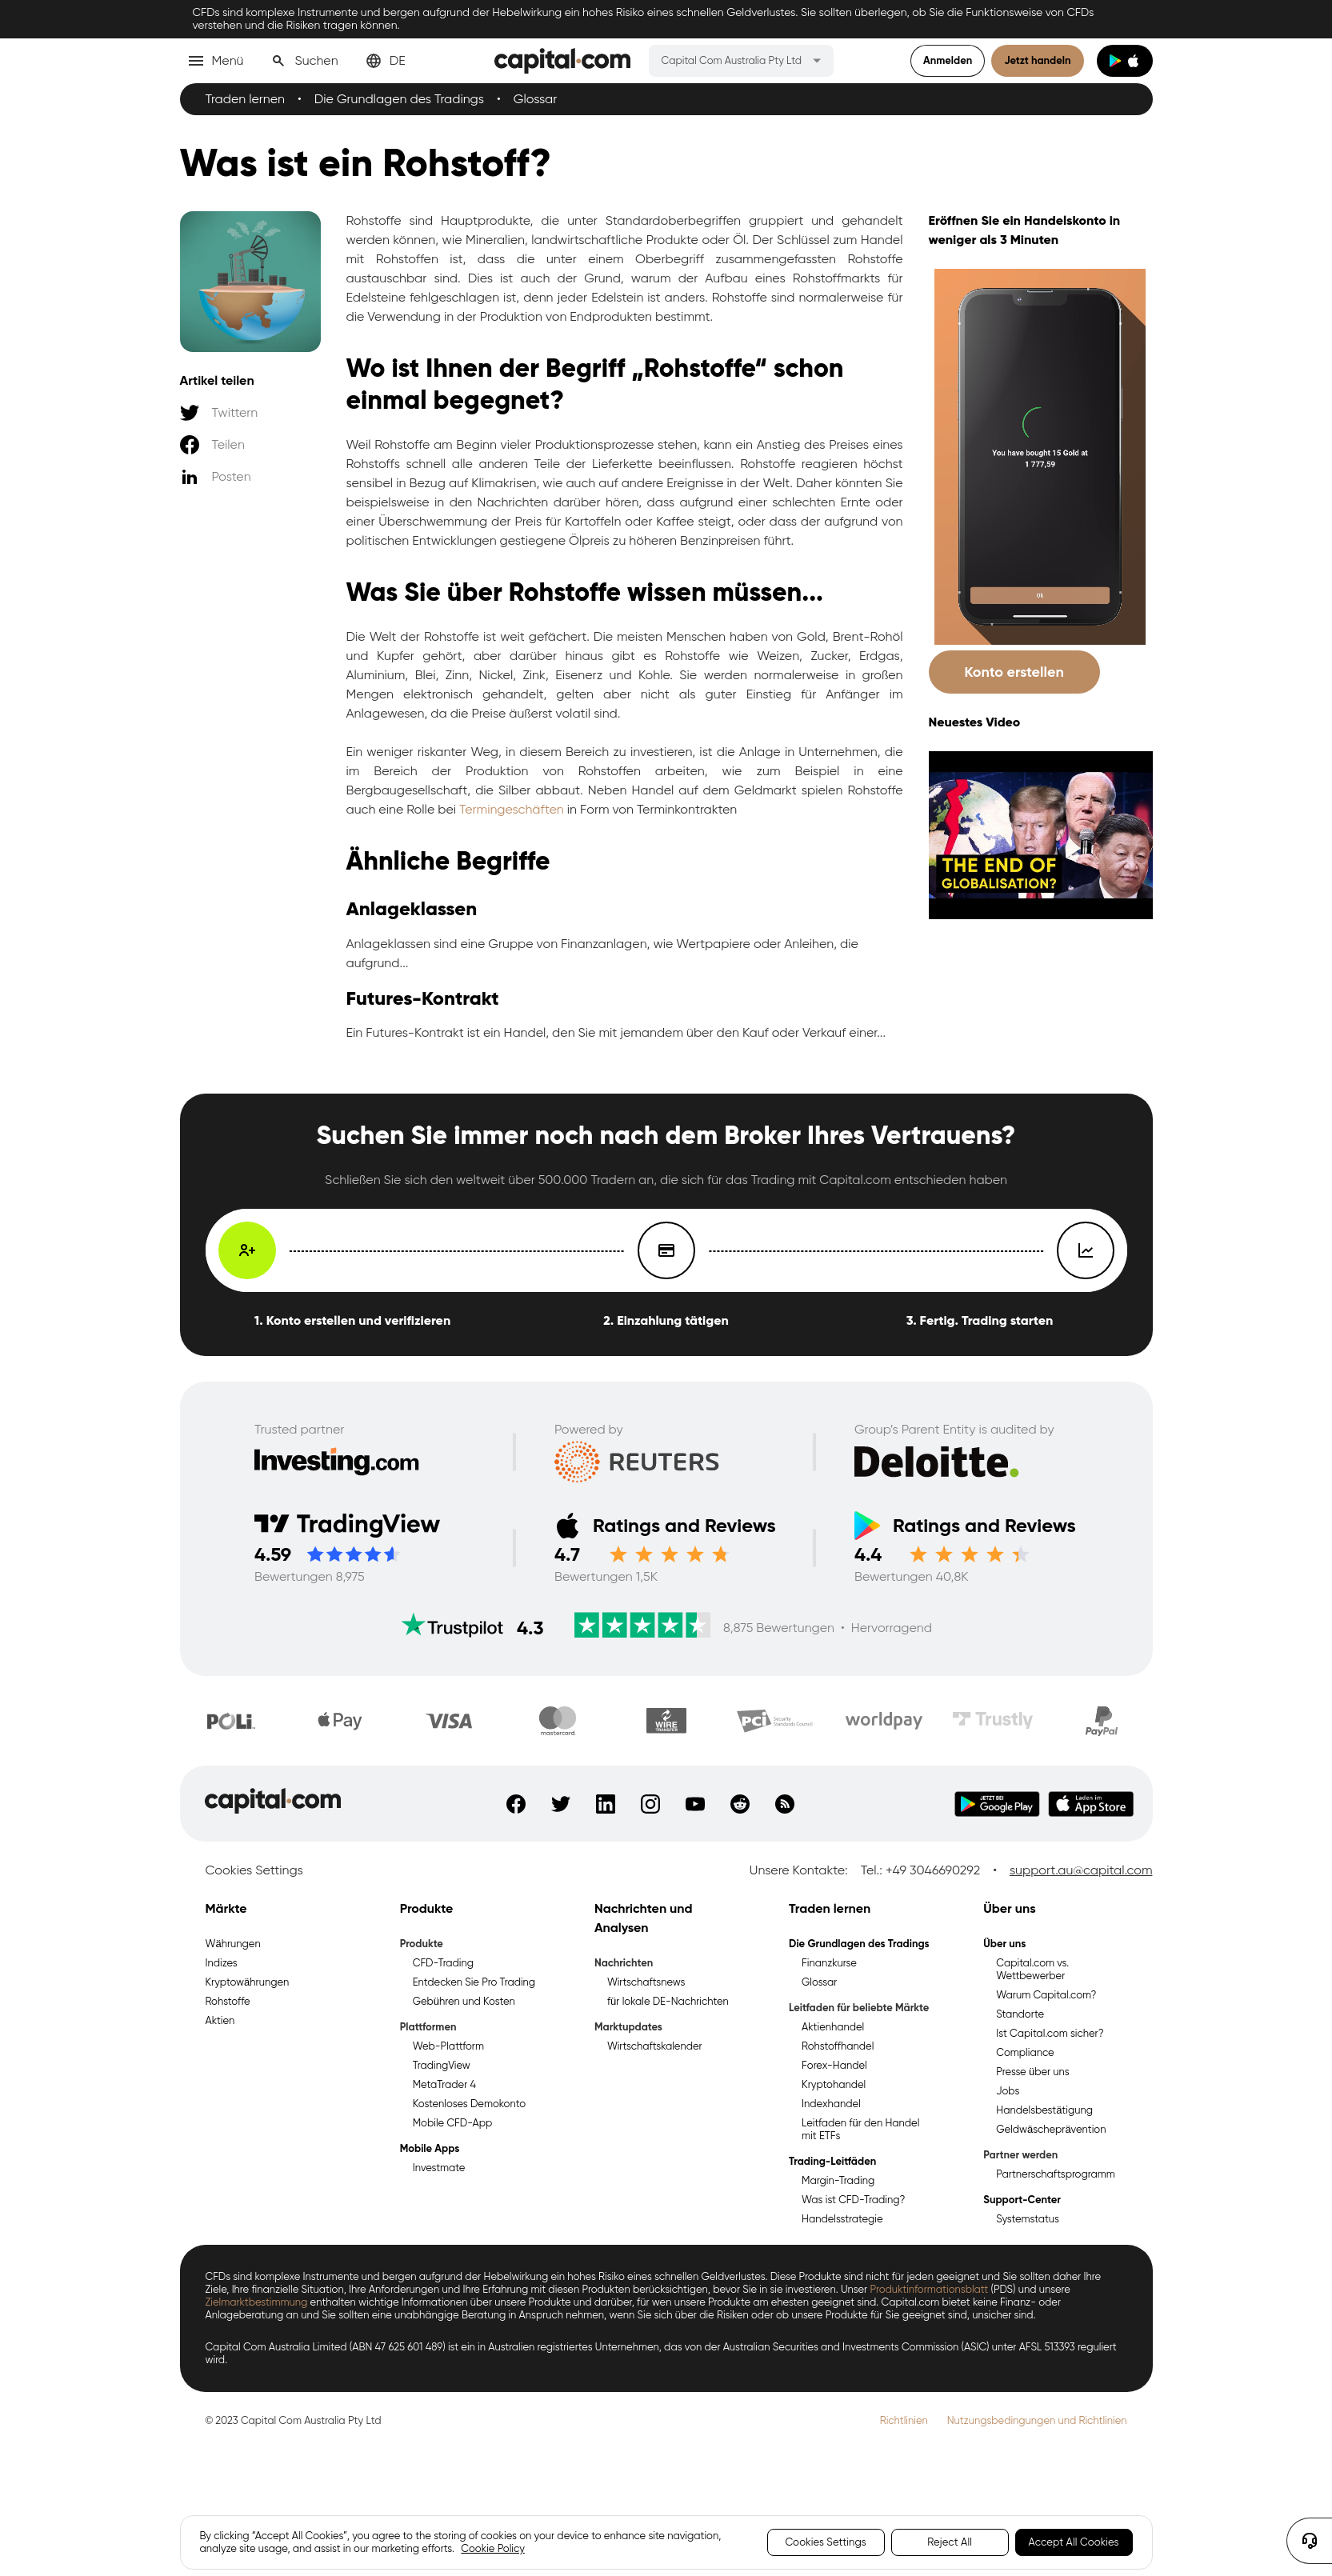 CFDs sind komplexe Instrumente und bergen aufgrund der Hebelwirkung ein hohes Risiko eines schnellen Geldverlustes. Sie sollten überlegen, ob Sie die Funktionsweise von CFDs
verstehen und die Risiken tragen können.
Menü Suchen DE capital.com Capital Com Australia Pty Ltd Anmelden Jetzt handeln
Traden lernen • Die Grundlagen des Tradings • Glossar
Was ist ein Rohstoff?
Artikel teilen
Twittern
Teilen
Posten
Rohstoffe sind Hauptprodukte, die unter Standardoberbegriffen gruppiert und gehandelt
werden können, wie Mineralien, landwirtschaftliche Produkte oder Öl. Der Schlüssel zum Handel
mit Rohstoffen ist, dass die unter einem Oberbegriff zusammengefassten Rohstoffe
austauschbar sind. Dies ist auch der Grund, warum der Aufbau eines Rohstoffmarkts für
Edelsteine fehlgeschlagen ist, denn jeder Edelstein ist anders. Rohstoffe sind normalerweise für
die Verwendung in der Produktion von Endprodukten bestimmt.
Wo ist Ihnen der Begriff „Rohstoffe“ schon
einmal begegnet?
Weil Rohstoffe am Beginn vieler Produktionsprozesse stehen, kann ein Anstieg des Preises eines
Rohstoffs schnell alle anderen Teile der Lieferkette beeinflussen. Rohstoffe reagieren höchst
sensibel in Bezug auf Klimakrisen, wie auch auf andere Ereignisse in der Welt. Daher könnten Sie
beispielsweise in den Nachrichten darüber hören, dass aufgrund einer schlechten Ernte oder
einer Überschwemmung der Preis für Kartoffeln oder Kaffee steigt, oder dass der aufgrund von
politischen Entwicklungen gestiegene Ölpreis zu höheren Benzinpreisen führt.
Was Sie über Rohstoffe wissen müssen...
Die Welt der Rohstoffe ist weit gefächert. Die meisten Menschen haben von Gold, Brent-Rohöl
und Kupfer gehört, aber darüber hinaus gibt es Rohstoffe wie Weizen, Zucker, Erdgas,
Aluminium, Blei, Zinn, Nickel, Zink, Eisenerz und Kohle. Sie werden normalerweise in großen
Mengen elektronisch gehandelt, gelten aber nicht als guter Einstieg für Anfänger im
Anlagewesen, da die Preise äußerst volatil sind.
Ein weniger riskanter Weg, in diesem Bereich zu investieren, ist die Anlage in Unternehmen, die
im Bereich der Produktion von Rohstoffen arbeiten, wie zum Beispiel in eine
Bergbaugesellschaft, die Silber abbaut. Neben Handel auf dem Geldmarkt spielen Rohstoffe
auch eine Rolle bei Termingeschäften in Form von Terminkontrakten
Ähnliche Begriffe
Anlageklassen
Anlageklassen sind eine Gruppe von Finanzanlagen, wie Wertpapiere oder Anleihen, die
aufgrund...
Futures-Kontrakt
Ein Futures-Kontrakt ist ein Handel, den Sie mit jemandem über den Kauf oder Verkauf einer...
Eröffnen Sie ein Handelskonto in
weniger als 3 Minuten
You have bought 15 Gold at
1 777,59
Ok
Konto erstellen
Neuestes Video
THE END OF
GLOBALISATION?
Suchen Sie immer noch nach dem Broker Ihres Vertrauens?
Schließen Sie sich den weltweit über 500.000 Tradern an, die sich für das Trading mit Capital.com entschieden haben
1. Konto erstellen und verifizieren 2. Einzahlung tätigen 3. Fertig. Trading starten
Trusted partner Powered by Group's Parent Entity is audited by
Investing.com REUTERS Deloitte.
TradingView Ratings and Reviews Ratings and Reviews
4.59 4.7 4.4
Bewertungen 8,975 Bewertungen 1,5K Bewertungen 40,8K
Trustpilot 4.3 8,875 Bewertungen • Hervorragend
POLi Apple Pay VISA mastercard WIRE TRANSFER PCI Security Standards Council worldpay Trustly PayPal
capital.com JETZT BEI Google Play Laden im App Store
Cookies Settings Unsere Kontakte: Tel.: +49 3046690292 • support.au@capital.com
Märkte
Währungen
Indizes
Kryptowährungen
Rohstoffe
Aktien
Produkte
Produkte
CFD-Trading
Entdecken Sie Pro Trading
Gebühren und Kosten
Plattformen
Web-Plattform
TradingView
MetaTrader 4
Kostenloses Demokonto
Mobile CFD-App
Mobile Apps
Investmate
Nachrichten und
Analysen
Nachrichten
Wirtschaftsnews
für lokale DE-Nachrichten
Marktupdates
Wirtschaftskalender
Traden lernen
Die Grundlagen des Tradings
Finanzkurse
Glossar
Leitfaden für beliebte Märkte
Aktienhandel
Rohstoffhandel
Forex-Handel
Kryptohandel
Indexhandel
Leitfaden für den Handel
mit ETFs
Trading-Leitfäden
Margin-Trading
Was ist CFD-Trading?
Handelsstrategie
Über uns
Über uns
Capital.com vs.
Wettbewerber
Warum Capital.com?
Standorte
Ist Capital.com sicher?
Compliance
Presse über uns
Jobs
Handelsbestätigung
Geldwäscheprävention
Partner werden
Partnerschaftsprogramm
Support-Center
Systemstatus
CFDs sind komplexe Instrumente und bergen aufgrund der Hebelwirkung ein hohes Risiko eines schnellen Geldverlustes. Diese Produkte sind nicht für jeden geeignet und Sie sollten daher Ihre
Ziele, Ihre finanzielle Situation, Ihre Anforderungen und Ihre Erfahrung mit diesen Produkten berücksichtigen, bevor Sie in sie investieren. Unser Produktinformationsblatt (PDS) und unsere
Zielmarktbestimmung enthalten wichtige Informationen über unsere Produkte und darüber, für wen unsere Produkte am ehesten geeignet sind. Capital.com bietet keine Finanz- oder
Anlageberatung an und Sie sollten eine unabhängige Beratung in Anspruch nehmen, wenn Sie sich über die Risiken oder ob unsere Produkte für Sie geeignet sind, unsicher sind.
Capital Com Australia Limited (ABN 47 625 601 489) ist ein in Australien registriertes Unternehmen, das von der Australian Securities and Investments Commission (ASIC) unter AFSL 513393 reguliert
wird.
© 2023 Capital Com Australia Pty Ltd Richtlinien Nutzungsbedingungen und Richtlinien
By clicking “Accept All Cookies”, you agree to the storing of cookies on your device to enhance site navigation,
analyze site usage, and assist in our marketing efforts. Cookie Policy
Cookies Settings Reject All Accept All Cookies